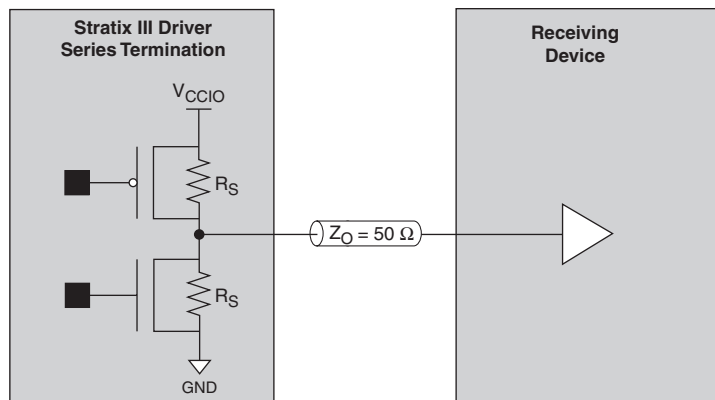 Stratix III Driver
Series Termination
Receiving
Device
VCCIO
RS
ZO = 50 Ω
RS
GND